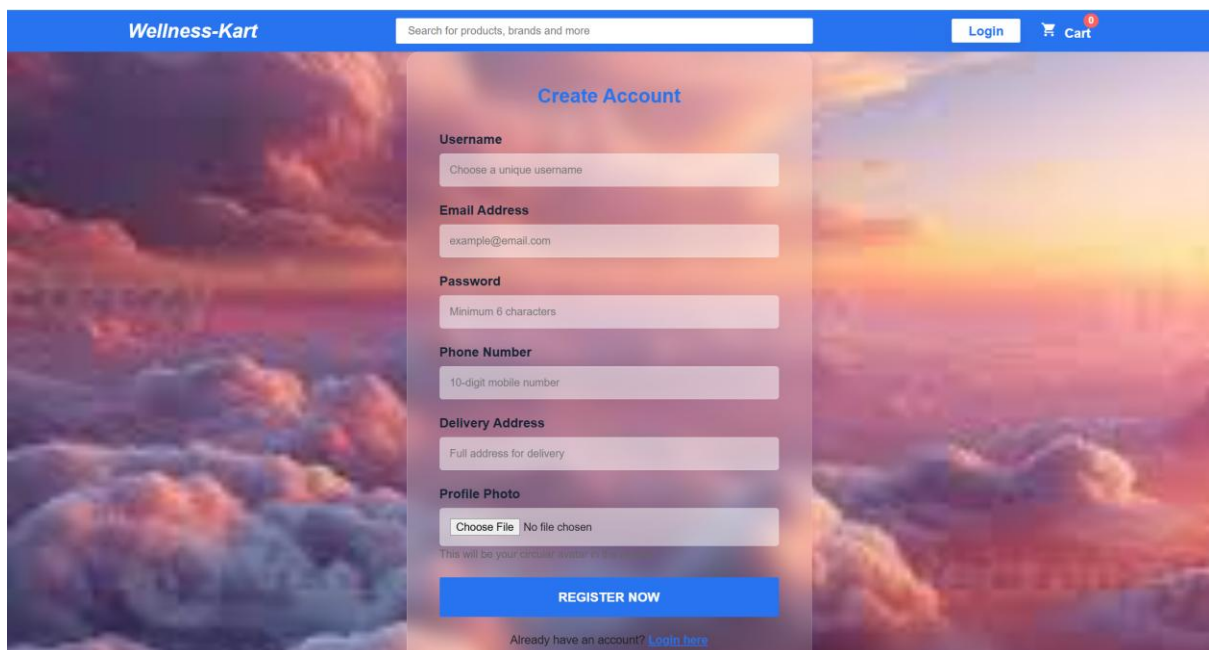 Wellness-Kart
Search for products, brands and more
Login
Cart
0
Create Account
Username
Choose a unique username
Email Address
example@email.com
Password
Minimum 6 characters
Phone Number
10-digit mobile number
Delivery Address
Full address for delivery
Profile Photo
Choose File No file chosen
This will be your circular avatar in
REGISTER NOW
Already have an account? Login here